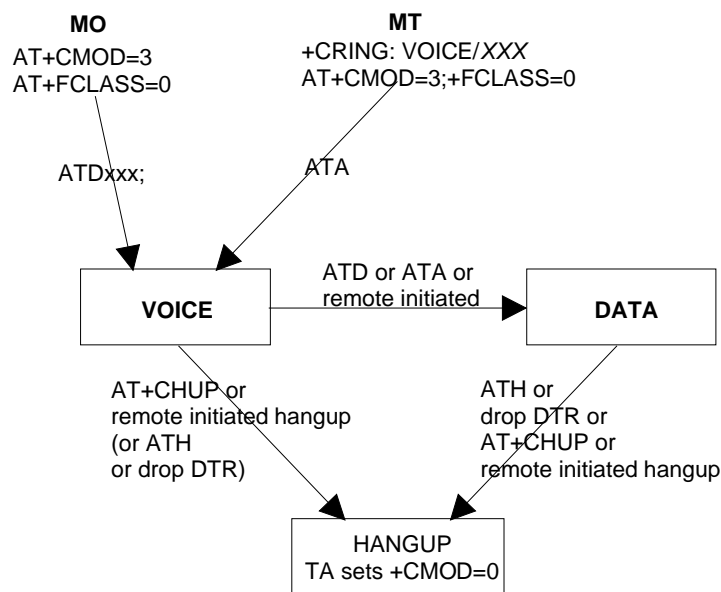 MO
AT+CMOD=3
AT+FCLASS=0
MT
+CRING: VOICE/XXX
AT+CMOD=3;+FCLASS=0
ATDxxx;
ATA
VOICE
ATD or ATA or
remote initiated
DATA
AT+CHUP or
remote initiated hangup
(or ATH
or drop DTR)
ATH or
drop DTR or
AT+CHUP or
remote initiated hangup
HANGUP
TA sets +CMOD=0